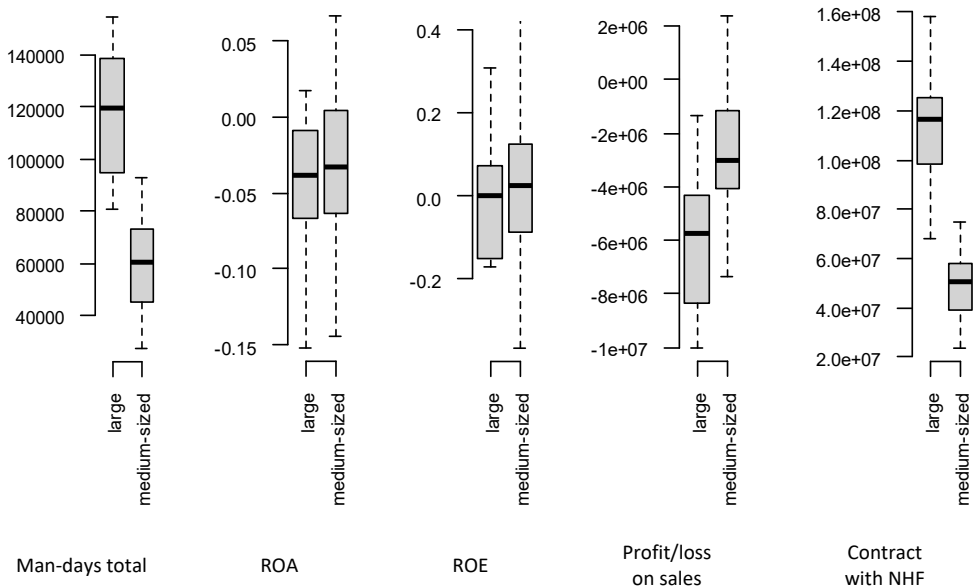 140000
120000
100000
80000
60000
40000
large
medium-sized
Man-days total
0.05
0.00
-0.05
-0.10
-0.15
large
medium-sized
ROA
0.4
0.2
0.0
-0.2
large
medium-sized
ROE
2e+06
0e+00
-2e+06
-4e+06
-6e+06
-8e+06
-1e+07
large
medium-sized
Profit/loss
on sales
1.6e+08
1.4e+08
1.2e+08
1.0e+08
8.0e+07
6.0e+07
4.0e+07
2.0e+07
large
medium-sized
Contract
with NHF